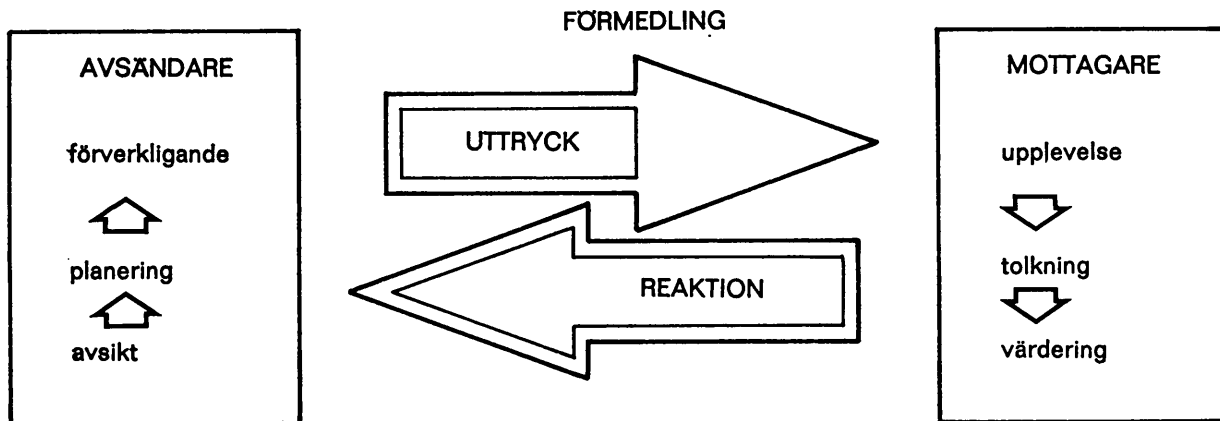 FÖRMEDLING
AVSÄNDARE
förverkligande
planering
avsikt
UTTRYCK
REAKTION
MOTTAGARE
upplevelse
tolkning
värdering